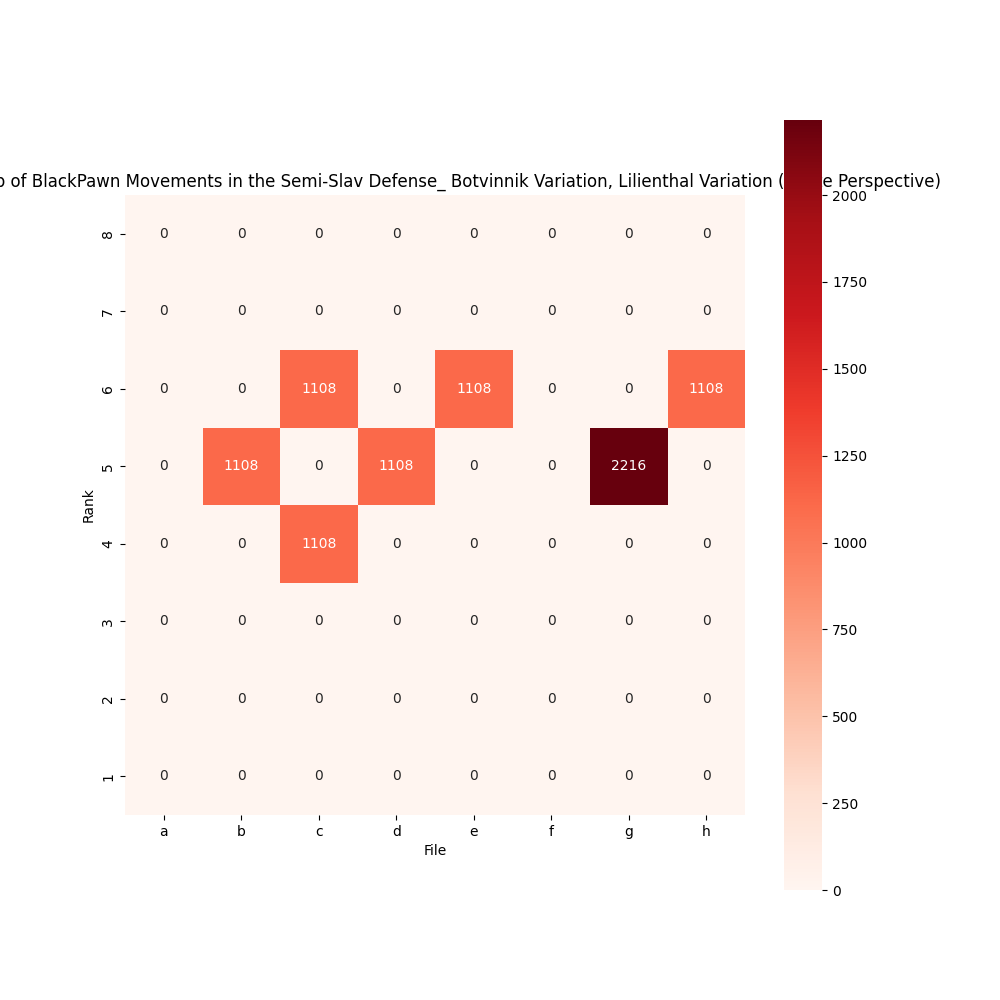 of BlackPawn Movements in the Semi-Slav Defense_ Botvinnik Variation, Lilienthal Variation ( Perspective)
2000
8 0 0 0 0 0 0 0 0
1750
7 0 0 0 0 0 0 0 0
1500
6 0 0 1108 0 1108 0 0 1108
1250
5 0 1108 0 1108 0 0 2216 0
Rank
4 0 0 1108 0 0 0 0 0
1000
3 0 0 0 0 0 0 0 0
750
2 0 0 0 0 0 0 0 0
500
1 0 0 0 0 0 0 0 0
250
a b c d e f g h
File
0